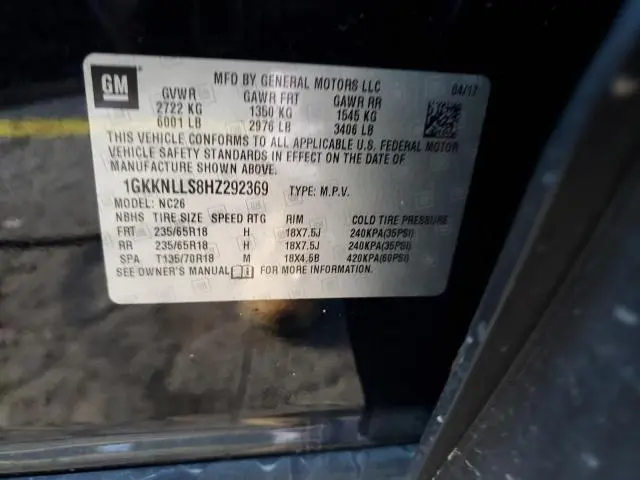 GM
MFD BY GENERAL MOTORS LLC 04/17
GVWR GAWR FRT GAWR RR
2722 KG 1350 KG 1545 KG
6001 LB 2976 LB 3406 LB
THIS VEHICLE CONFORMS TO ALL APPLICABLE U.S. FEDERAL MOTOR
VEHICLE SAFETY STANDARDS IN EFFECT ON THE DATE OF
MANUFACTURE SHOWN ABOVE.
1GKKNLLS8HZ292369 TYPE: M.P.V.
MODEL: NC26
NBHS TIRE SIZE SPEED RTG RIM COLD TIRE PRESSURE
FRT 235/65R18 H 18X7.5J 240KPA(35PSI)
RR 235/65R18 H 18X7.5J 240KPA(35PSI)
SPA T135/70R18 M 18X4.5B 420KPA(60PSI)
SEE OWNER'S MANUAL FOR MORE INFORMATION.